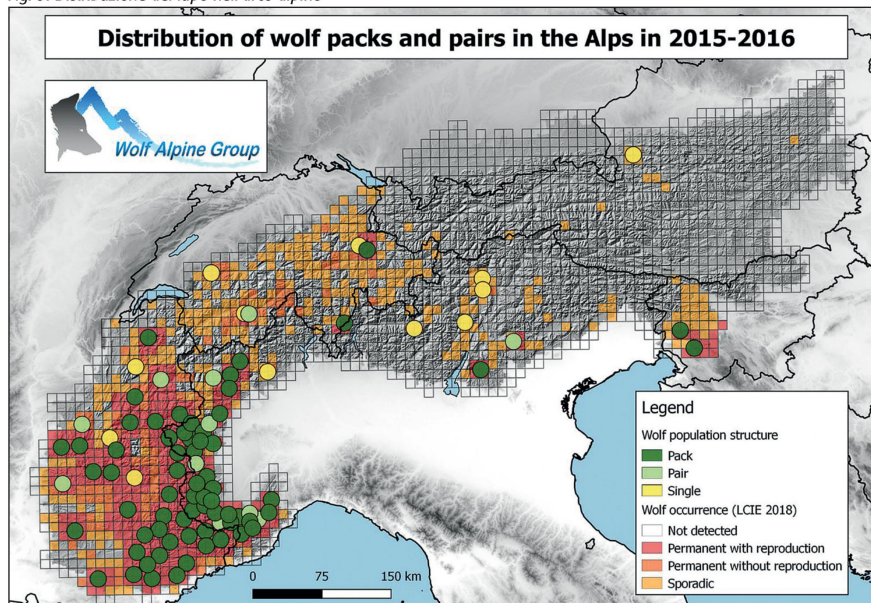 Distribution of wolf packs and pairs in the Alps in 2015-2016
Wolf Alpine Group
Legend
Wolf population structure
Pack
Pair
Single
Wolf occurrence (LCIE 2018)
Not detected
Permanent with reproduction
Permanent without reproduction
Sporadic
0 75 150 km